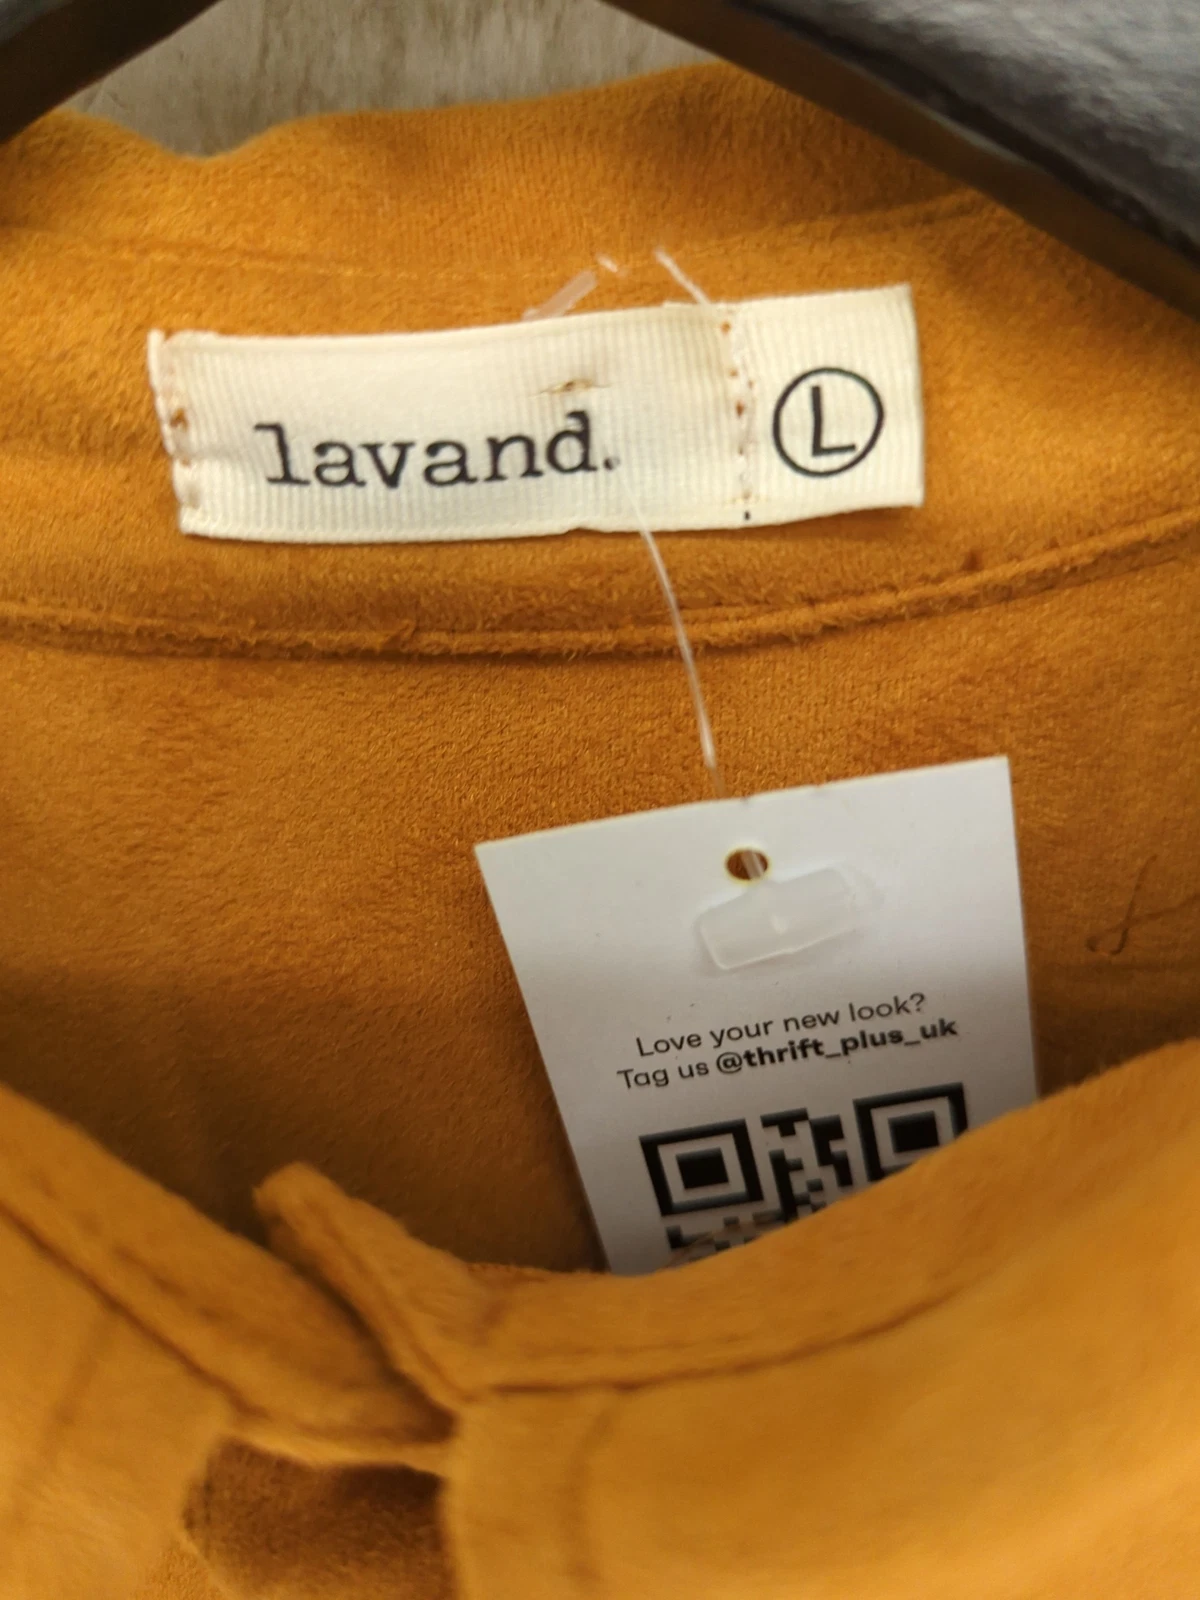 lavand. L
Love your new look?
Tag us @thrift_plus_uk